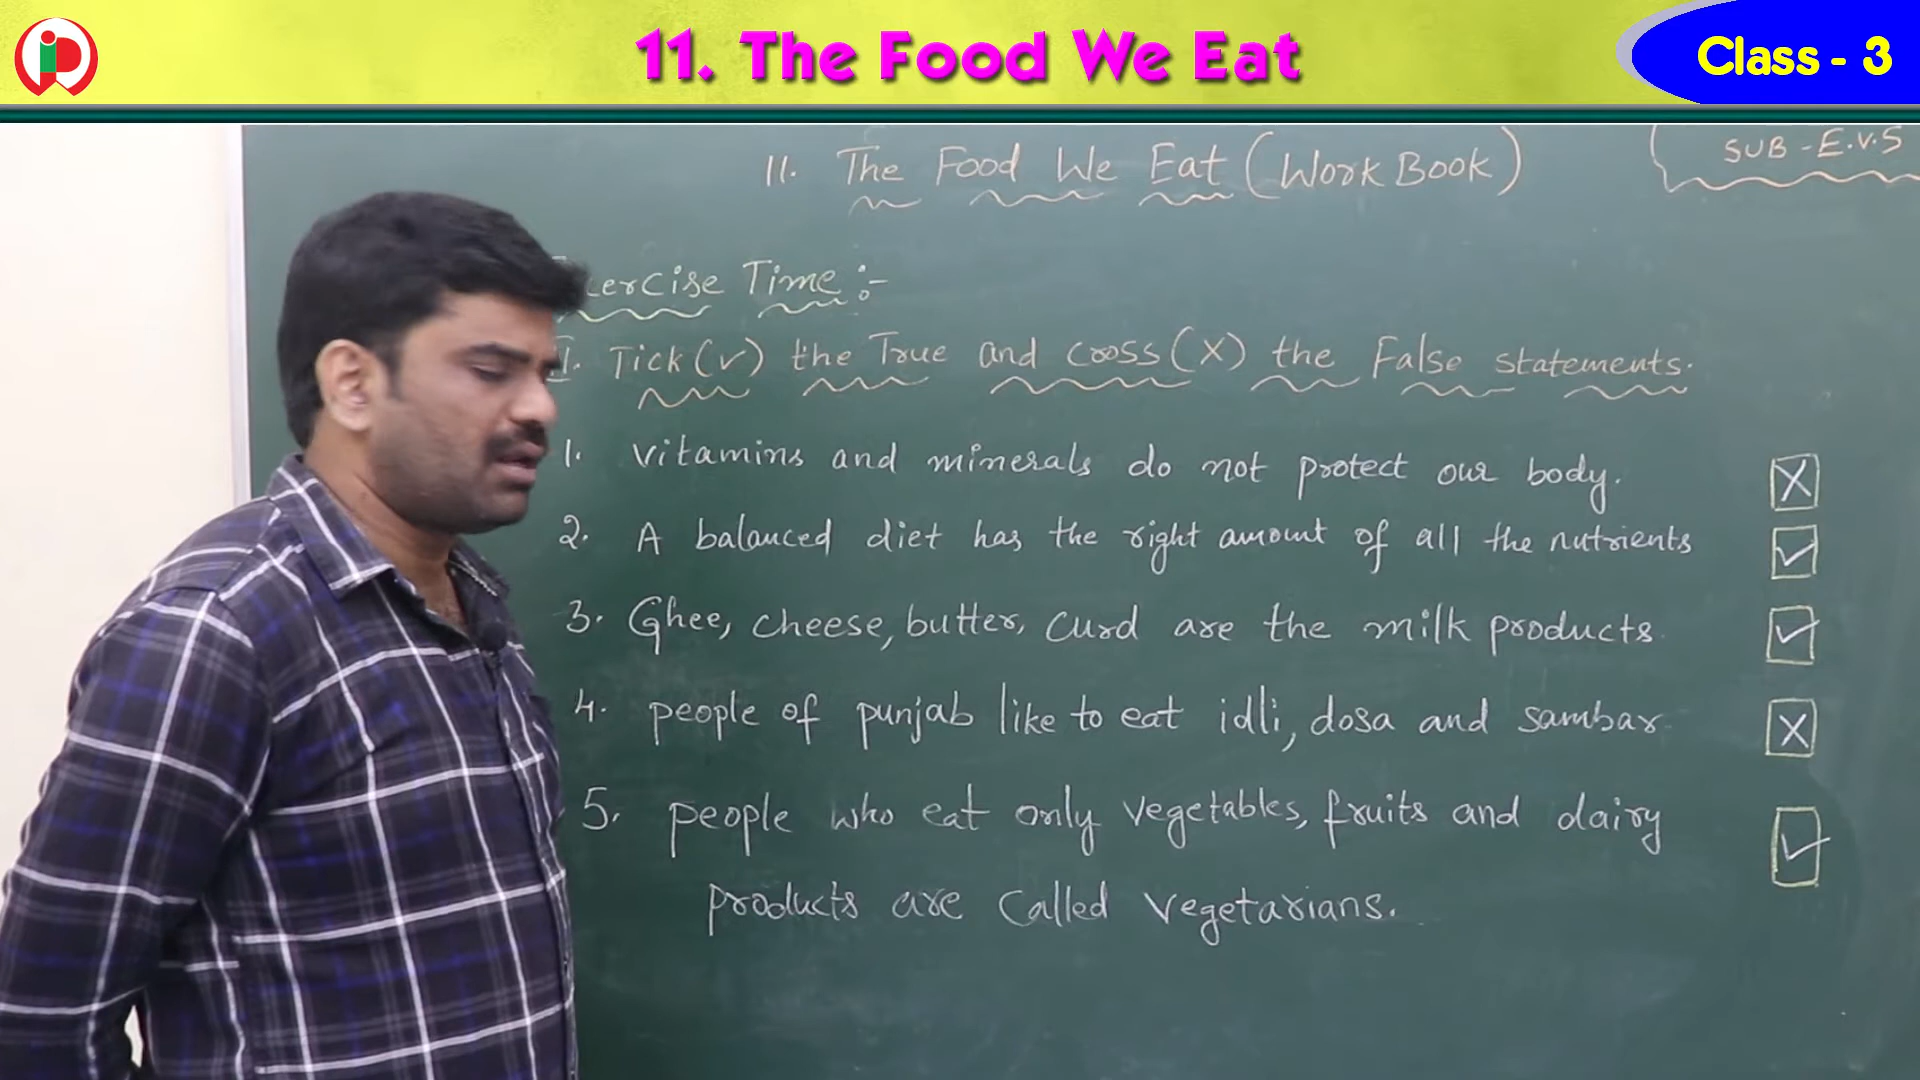 11. The Food We Eat
Class - 3
11. The Food We Eat (Work Book)
SUB - E.V.S
Exercise Time :-
II. Tick (✓) the True and cross (X) the False statements.
1. Vitamins and minerals do not protect our body. X
2. A balanced diet has the right amount of all the nutrients ✓
3. Ghee, cheese, butter, curd are the milk products. ✓
4. people of punjab like to eat idli, dosa and sambar. X
5. people who eat only vegetables, fruits and dairy ✓
products are called vegetarians.